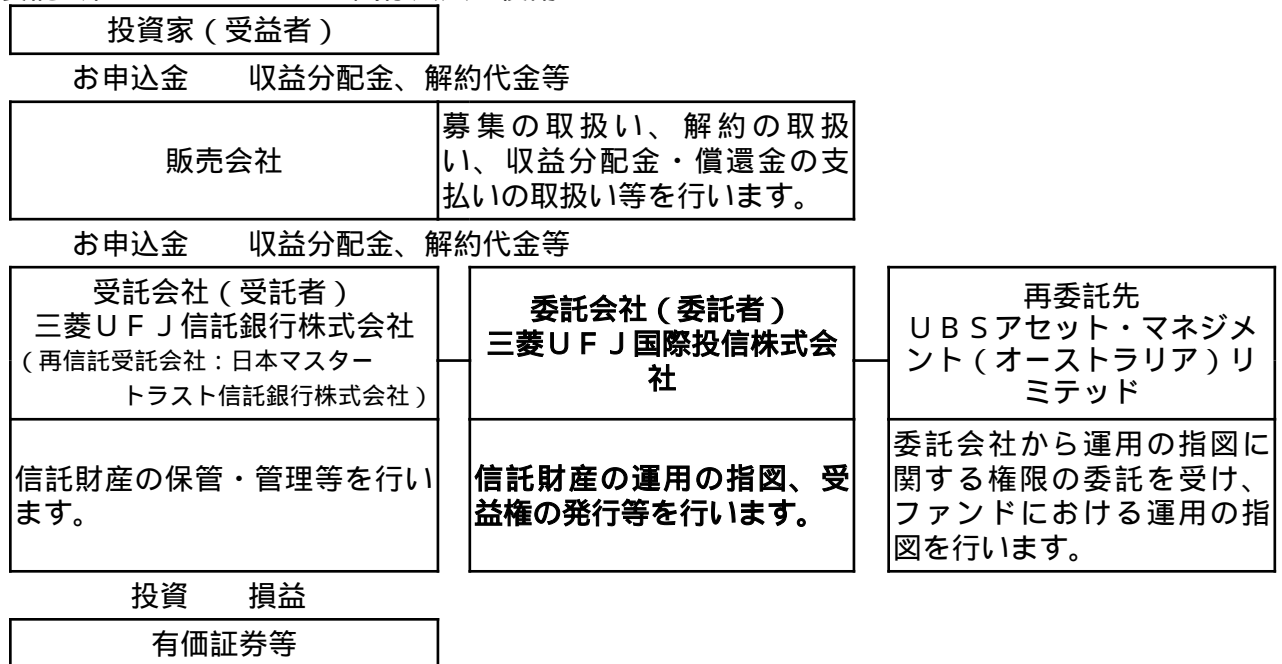 投資家（受益者）
お申込金　　収益分配金、解約代金等
販売会社
募集の取扱い、解約の取扱
い、収益分配金・償還金の支
払いの取扱い等を行います。
お申込金　　収益分配金、解約代金等
受託会社（受託者）
三菱ＵＦＪ信託銀行株式会社
（再信託受託会社：日本マスター
トラスト信託銀行株式会社）
委託会社（委託者）
三菱ＵＦＪ国際投信株式会
社
再委託先
ＵＢＳアセット・マネジメ
ント（オーストラリア）リ
ミテッド
信託財産の保管・管理等を行い
ます。
信託財産の運用の指図、受
益権の発行等を行います。
委託会社から運用の指図に
関する権限の委託を受け、
ファンドにおける運用の指
図を行います。
投資　　損益
有価証券等